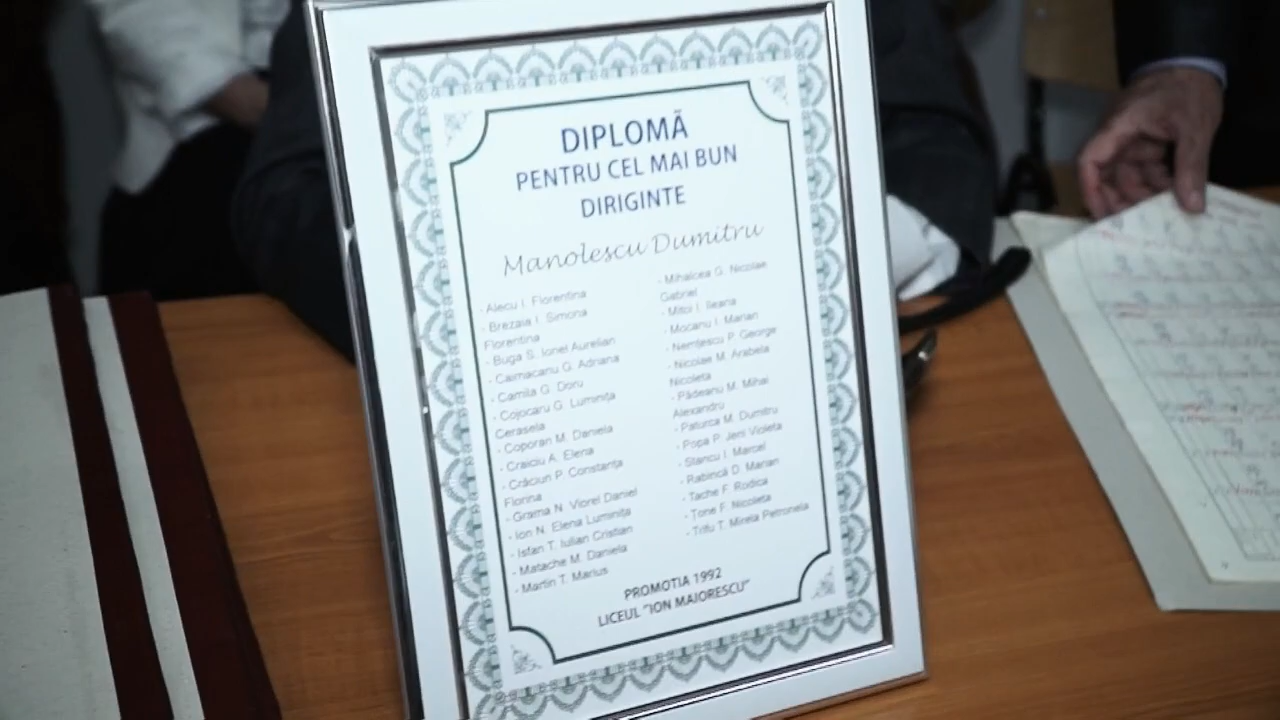 DIPLOMĂ
PENTRU CEL MAI BUN
DIRIGINTE
Manolescu Dumitru
- Alecu I. Florentina
- Brezaia I. Simona
Florentina
- Buga S. Ionel Aurelian
- Caimacanu G. Adriana
- Camila G. Doru
- Cojocaru G. Luminița
Cerasela
- Coporan M. Daniela
- Craiciu A. Elena
- Crăciun P. Constanța
Florina
- Grama N. Viorel Daniel
- Ion N. Elena Luminița
- Isfan T. Iulian Cristian
- Matache M. Daniela
- Martin T. Marius
- Mihalcea G. Nicolae
Gabriel
- Mitoi I. Ileana
- Mocanu I. Marian
- Nemțescu P. George
- Nicolae M. Arabela
Nicoleta
- Pădeanu M. Mihai
Alexandru
- Paturca M. Dumitru
- Popa P. Jeni Violeta
- Stancu I. Marcel
- Rabincă D. Marian
- Tache F. Rodica
- Tone F. Nicoleta
- Trifu T. Mirela Petronela
PROMOTIA 1992
LICEUL "ION MAIORESCU"